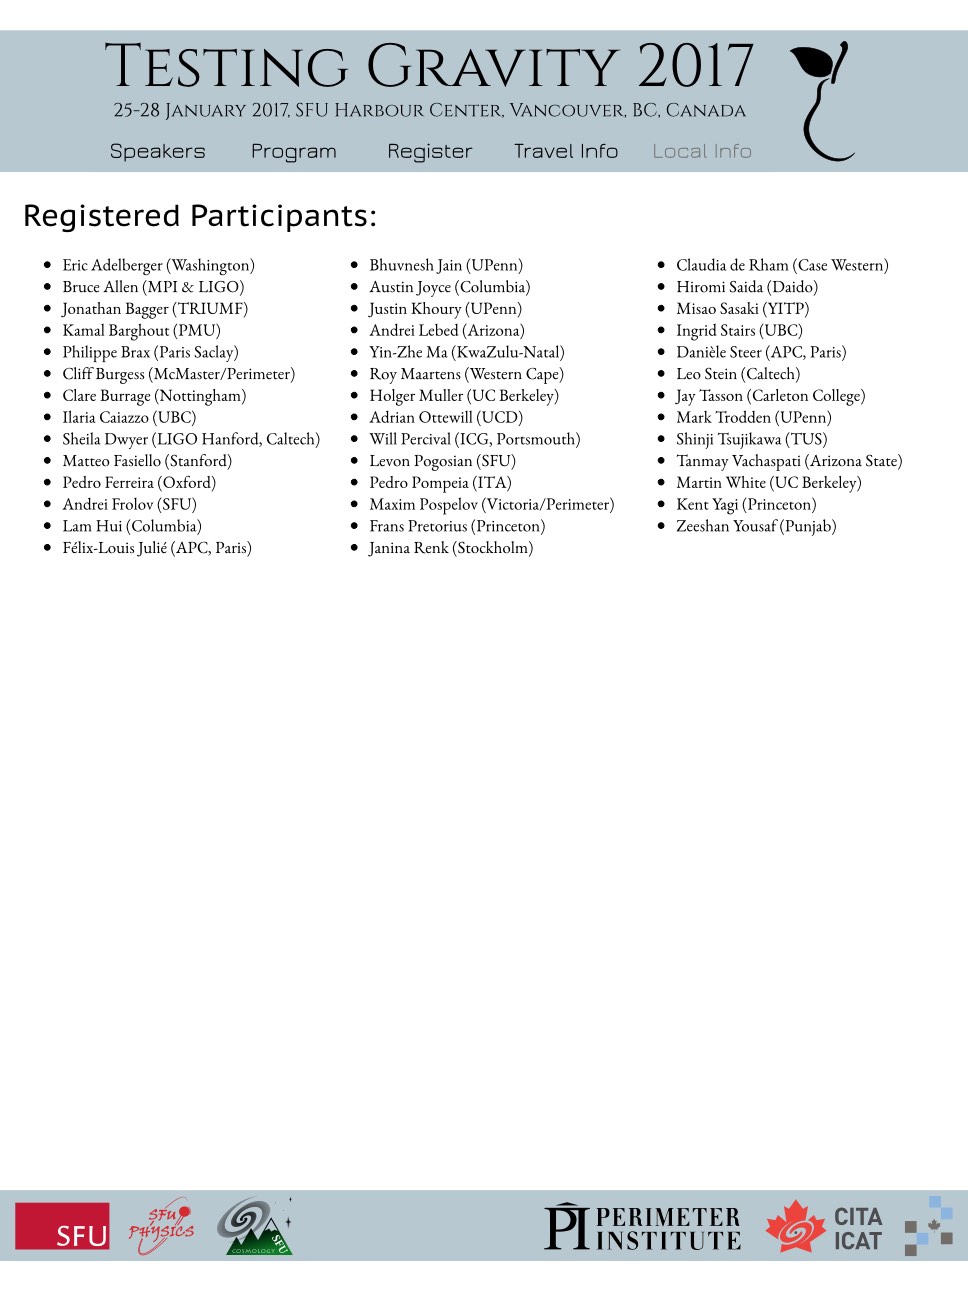 Testing Gravity 2017
25-28 January 2017, SFU Harbour Center, Vancouver, BC, Canada
Speakers Program Register Travel Info Local Info
Registered Participants:
• Eric Adelberger (Washington)
• Bruce Allen (MPI & LIGO)
• Jonathan Bagger (TRIUMF)
• Kamal Barghout (PMU)
• Philippe Brax (Paris Saclay)
• Cliff Burgess (McMaster/Perimeter)
• Clare Burrage (Nottingham)
• Ilaria Caiazzo (UBC)
• Sheila Dwyer (LIGO Hanford, Caltech)
• Matteo Fasiello (Stanford)
• Pedro Ferreira (Oxford)
• Andrei Frolov (SFU)
• Lam Hui (Columbia)
• Félix-Louis Julié (APC, Paris)
• Bhuvnesh Jain (UPenn)
• Austin Joyce (Columbia)
• Justin Khoury (UPenn)
• Andrei Lebed (Arizona)
• Yin-Zhe Ma (KwaZulu-Natal)
• Roy Maartens (Western Cape)
• Holger Muller (UC Berkeley)
• Adrian Ottewill (UCD)
• Will Percival (ICG, Portsmouth)
• Levon Pogosian (SFU)
• Pedro Pompeia (ITA)
• Maxim Pospelov (Victoria/Perimeter)
• Frans Pretorius (Princeton)
• Janina Renk (Stockholm)
• Claudia de Rham (Case Western)
• Hiromi Saida (Daido)
• Misao Sasaki (YITP)
• Ingrid Stairs (UBC)
• Danièle Steer (APC, Paris)
• Leo Stein (Caltech)
• Jay Tasson (Carleton College)
• Mark Trodden (UPenn)
• Shinji Tsujikawa (TUS)
• Tanmay Vachaspati (Arizona State)
• Martin White (UC Berkeley)
• Kent Yagi (Princeton)
• Zeeshan Yousaf (Punjab)
SFU
SFU
PHYSICS
SFU
COSMOLOGY
PI PERIMETER
INSTITUTE
CITA
ICAT